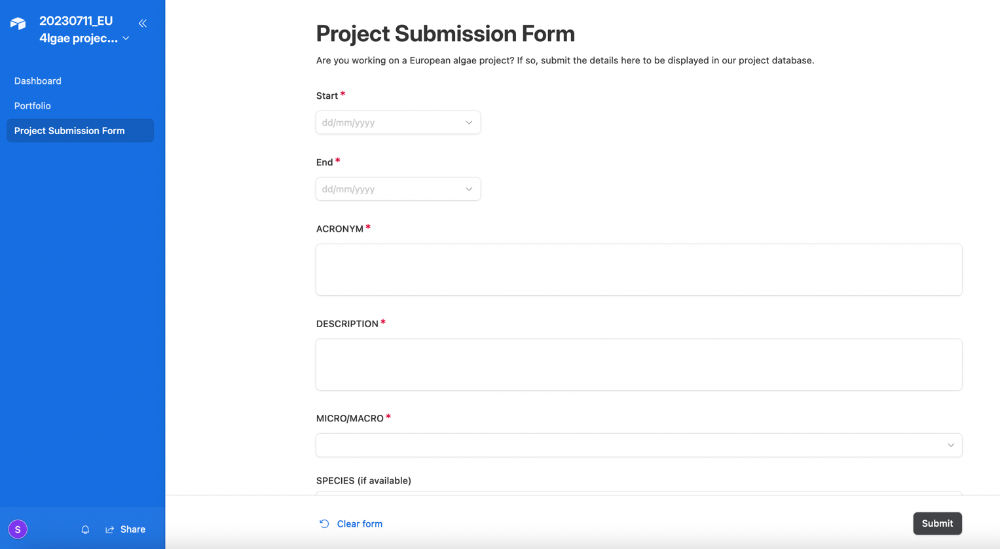 20230711_EU
4lgae projec...
Dashboard
Portfolio
Project Submission Form
S
Share
Project Submission Form
Are you working on a European algae project? If so, submit the details here to be displayed in our project database.
Start *
dd/mm/yyyy
End *
dd/mm/yyyy
ACRONYM *
DESCRIPTION *
MICRO/MACRO *
SPECIES (if available)
Clear form
Submit